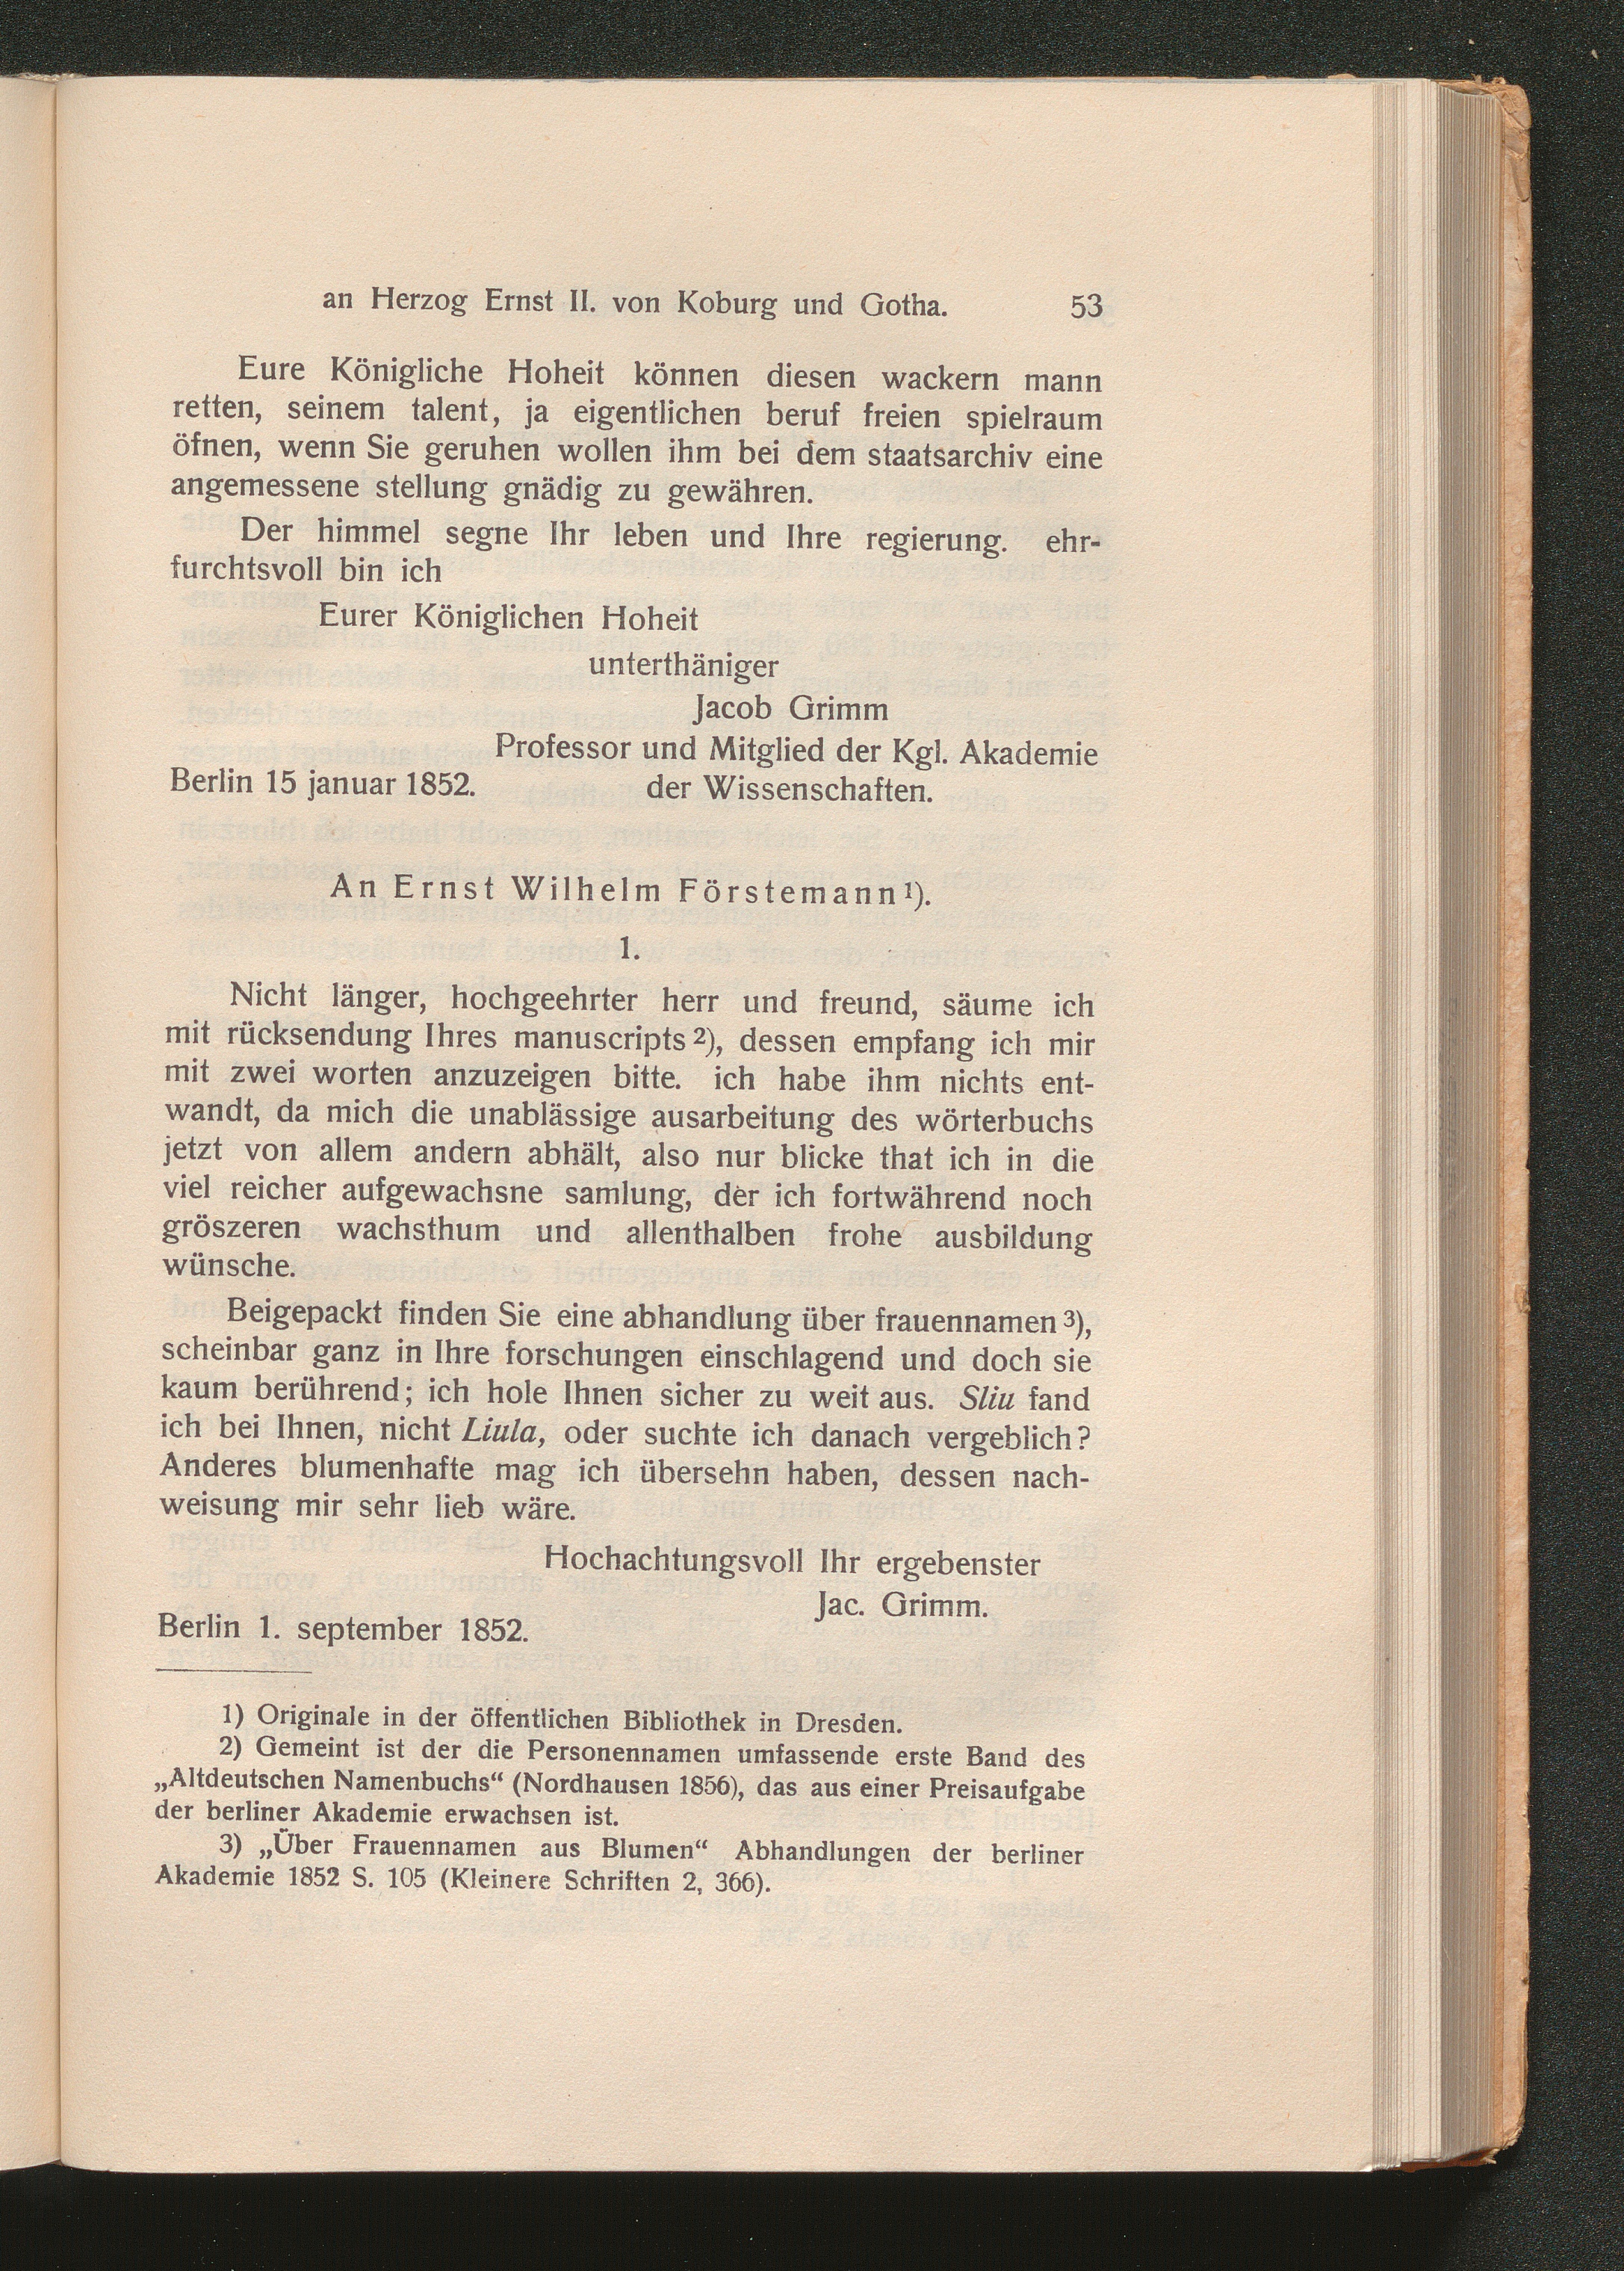 an Herzog Ernst II. von Koburg und Gotha. 53
Eure Königliche Hoheit können diesen wackern mann
retten, seinem talent, ja eigentlichen beruf freien spielraum
öfnen, wenn Sie geruhen wollen ihm bei dem staatsarchiv eine
angemessene stellung gnädig zu gewähren.
Der himmel segne Ihr leben und Ihre regierung. ehr-
furchtsvoll bin ich
Eurer Königlichen Hoheit
unterthäniger
Jacob Grimm
Professor und Mitglied der Kgl. Akademie
Berlin 15 januar 1852. der Wissenschaften.
An Ernst Wilhelm Förstemann 1).
1.
Nicht länger, hochgeehrter herr und freund, säume ich
mit rücksendung Ihres manuscripts 2), dessen empfang ich mir
mit zwei worten anzuzeigen bitte. ich habe ihm nichts ent-
wandt, da mich die unablässige ausarbeitung des wörterbuchs
jetzt von allem andern abhält, also nur blicke that ich in die
viel reicher aufgewachsne samlung, der ich fortwährend noch
gröszeren wachsthum und allenthalben frohe ausbildung
wünsche.
Beigepackt finden Sie eine abhandlung über frauennamen 3),
scheinbar ganz in Ihre forschungen einschlagend und doch sie
kaum berührend; ich hole Ihnen sicher zu weit aus. Sliu fand
ich bei Ihnen, nicht Liula, oder suchte ich danach vergeblich?
Anderes blumenhafte mag ich übersehn haben, dessen nach-
weisung mir sehr lieb wäre.
Hochachtungsvoll Ihr ergebenster
Jac. Grimm.
Berlin 1. september 1852.
1) Originale in der öffentlichen Bibliothek in Dresden.
2) Gemeint ist der die Personennamen umfassende erste Band des
„Altdeutschen Namenbuchs“ (Nordhausen 1856), das aus einer Preisaufgabe
der berliner Akademie erwachsen ist.
3) „Über Frauennamen aus Blumen“ Abhandlungen der berliner
Akademie 1852 S. 105 (Kleinere Schriften 2, 366).